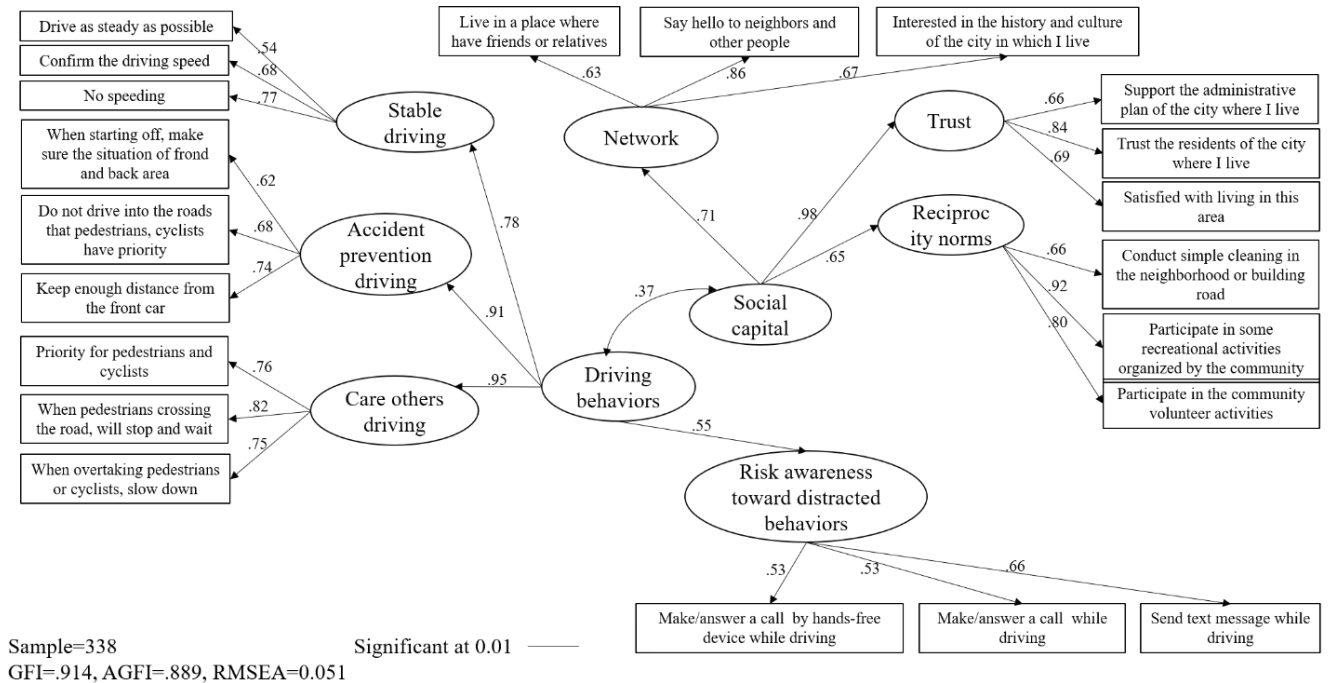 Drive as steady as possible
Confirm the driving speed
No speeding
When starting off, make
sure the situation of frond
and back area
Do not drive into the roads
that pedestrians, cyclists
have priority
Keep enough distance from
the front car
Priority for pedestrians and
cyclists
When pedestrians crossing
the road, will stop and wait
When overtaking pedestrians
or cyclists, slow down
.54
.68
.77
.62
.68
.74
.76
.82
.75
Stable
driving
Accident
prevention
driving
Care others
driving
.78
.91
.95
Driving
behaviors
.37
Social
capital
.55
Live in a place where
have friends or relatives
Say hello to neighbors and
other people
Interested in the history and culture
of the city in which I live
.63
.86
.67
Network
.71
.98
.65
Trust
Reciproc
ity norms
.66
.84
.69
.66
.92
.80
Support the administrative
plan of the city where I live
Trust the residents of the city
where I live
Satisfied with living in this
area
Conduct simple cleaning in
the neighborhood or building
road
Participate in some
recreational activities
organized by the community
Participate in the community
volunteer activities
Risk awareness
toward distracted
behaviors
.53
.53
.66
Make/answer a call by hands-free
device while driving
Make/answer a call while
driving
Send text message while
driving
Sample=338
Significant at 0.01
GFI=.914, AGFI=.889, RMSEA=0.051